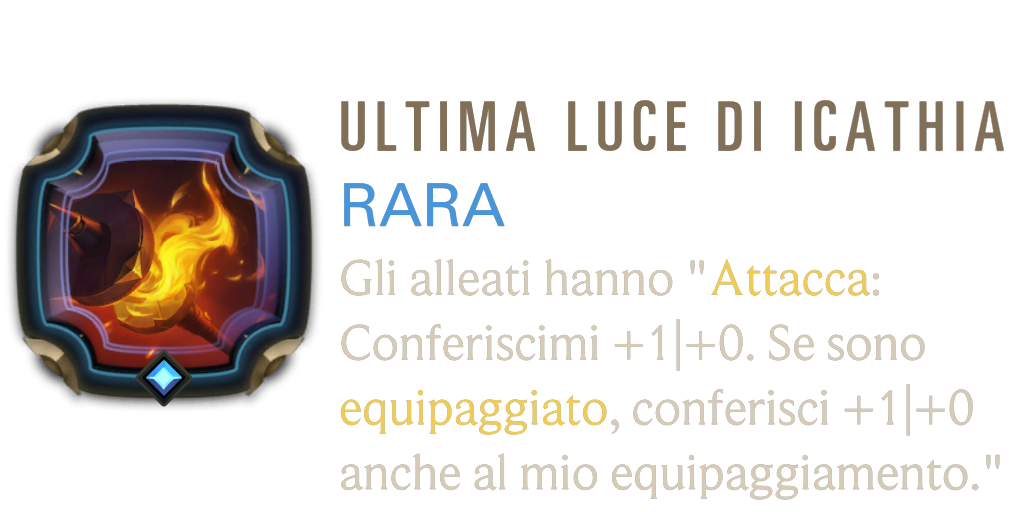 ULTIMA LUCE DI ICATHIA
RARA
Gli alleati hanno "Attacca:
Conferiscimi +1|+0. Se sono
equipaggiato, conferisci +1|+0
anche al mio equipaggiamento."